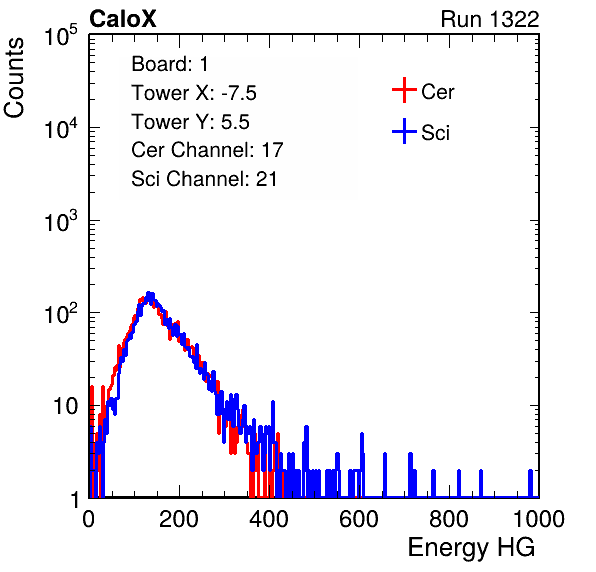 CaloX Run 1322
Counts
Board: 1
Tower X: -7.5
Tower Y: 5.5
Cer Channel: 17
Sci Channel: 21
Cer
Sci
10^5
10^4
10^3
10^2
10
1
0 200 400 600 800 1000
Energy HG